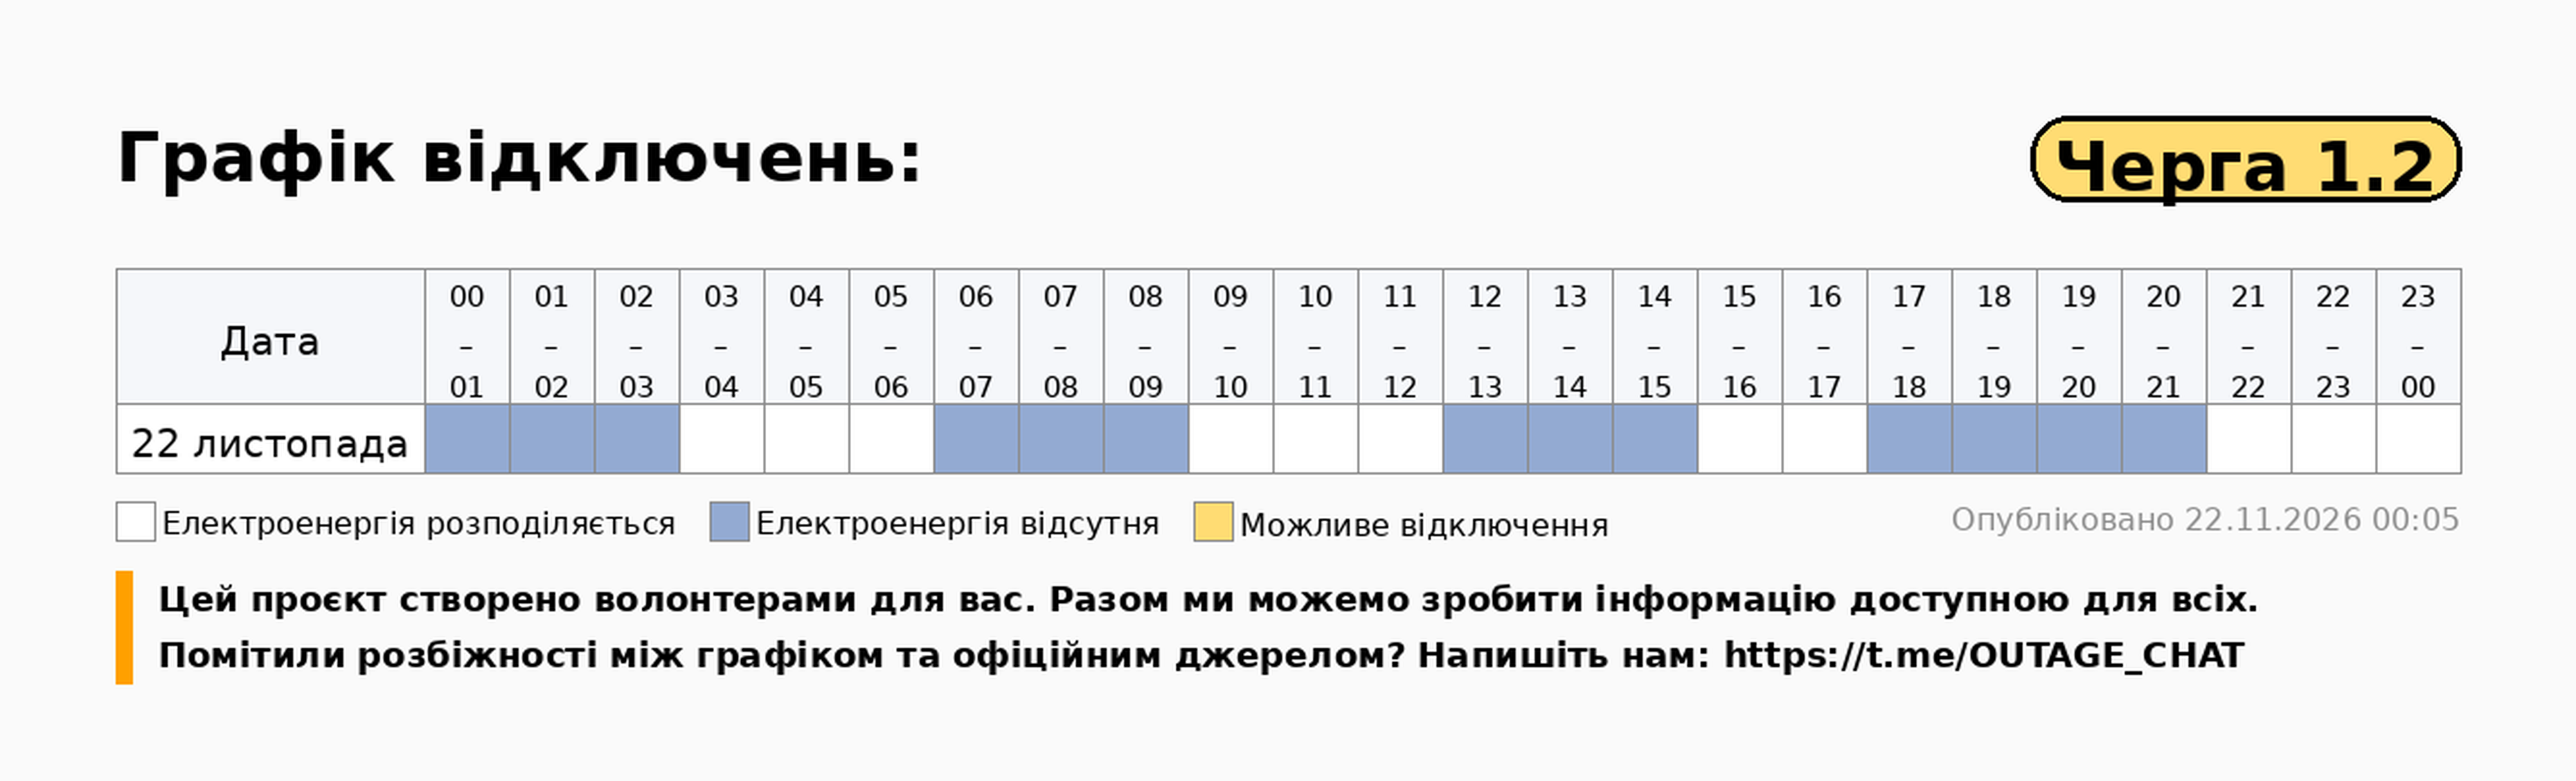 Графік відключень:
Черга 1.2
Дата 00 – 01 01 – 02 02 – 03 03 – 04 04 – 05 05 – 06 06 – 07 07 – 08 08 – 09 09 – 10 10 – 11 11 – 12 12 – 13 13 – 14 14 – 15 15 – 16 16 – 17 17 – 18 18 – 19 19 – 20 20 – 21 21 – 22 22 – 23 23 – 00
22 листопада
Електроенергія розподіляється Електроенергія відсутня Можливе відключення
Опубліковано 22.11.2026 00:05
Цей проєкт створено волонтерами для вас. Разом ми можемо зробити інформацію доступною для всіх.
Помітили розбіжності між графіком та офіційним джерелом? Напишіть нам: https://t.me/OUTAGE_CHAT